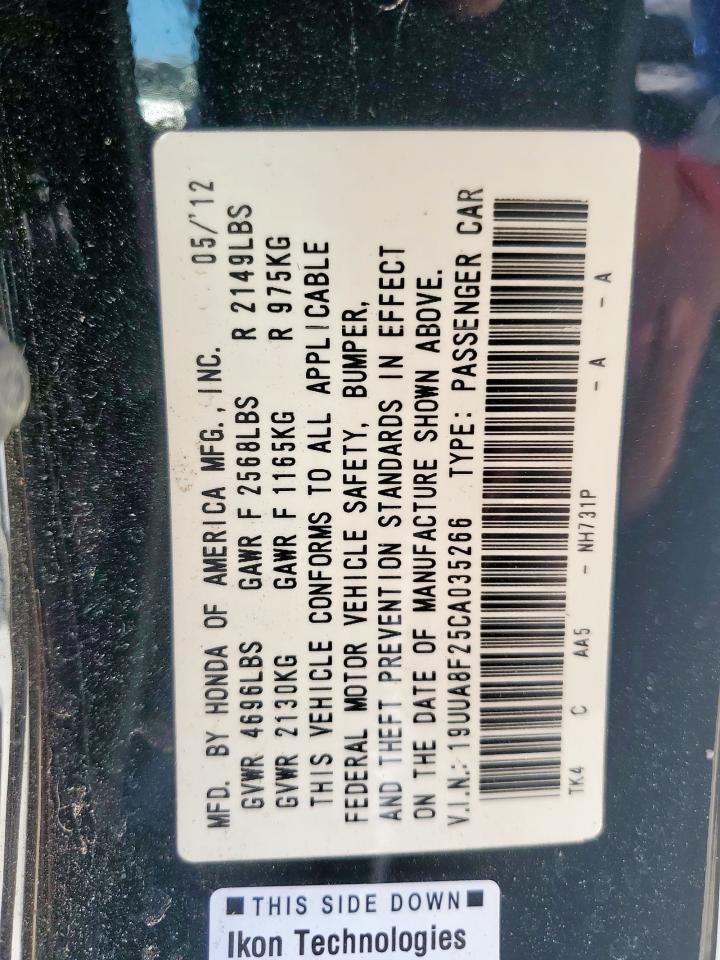 MFD. BY HONDA OF AMERICA MFG., INC. 05/'12
GVWR 4696LBS GAWR F 2568LBS R 2149LBS
GVWR 2130KG GAWR F 1165KG R 975KG
THIS VEHICLE CONFORMS TO ALL APPLICABLE
FEDERAL MOTOR VEHICLE SAFETY, BUMPER,
AND THEFT PREVENTION STANDARDS IN EFFECT
ON THE DATE OF MANUFACTURE SHOWN ABOVE.
V.I.N.: 19UUA8F25CA035266 TYPE: PASSENGER CAR
TK4 C AA5 - NH731P - A - A
THIS SIDE DOWN
Ikon Technologies